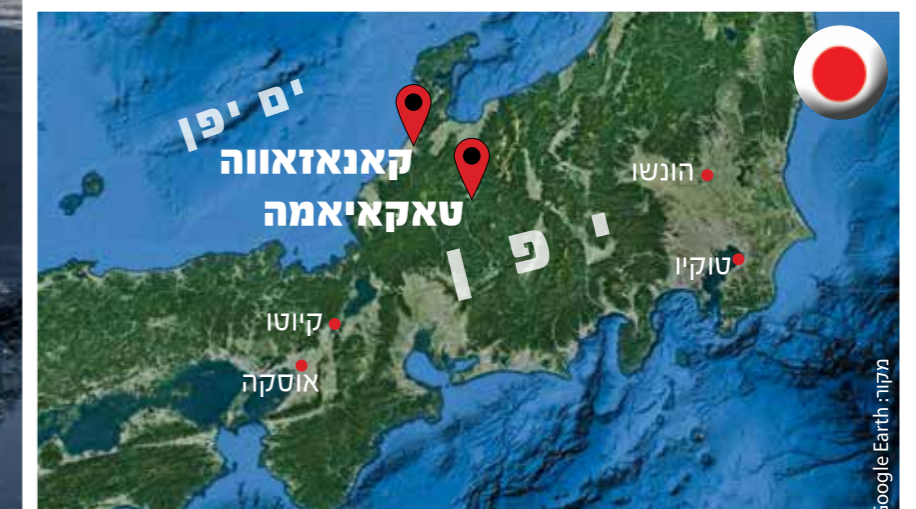 ים יפן
קאנאזאווה
טאקאיאמה
הונשו
יפן
טוקיו
קיוטו
אוסקה
מקור: Google Earth